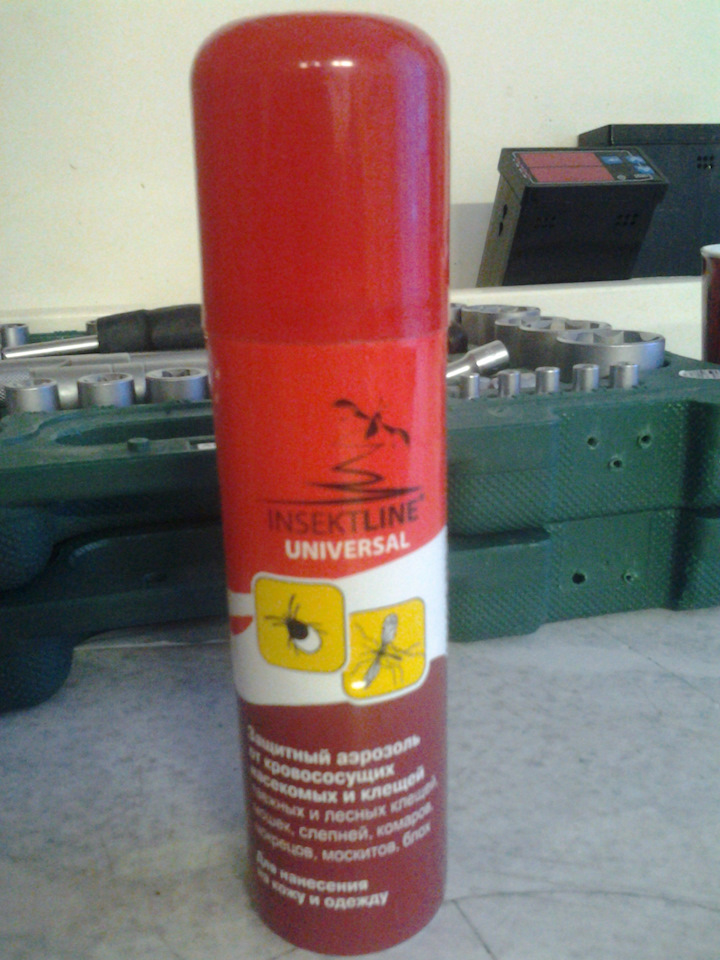 INSEKTLINE®
UNIVERSAL
Защитный аэрозоль
от кровососущих
насекомых и клещей
таежных и лесных клещей,
мошек, слепней, комаров,
мокрецов, москитов, блох
Для нанесения
на кожу и одежду